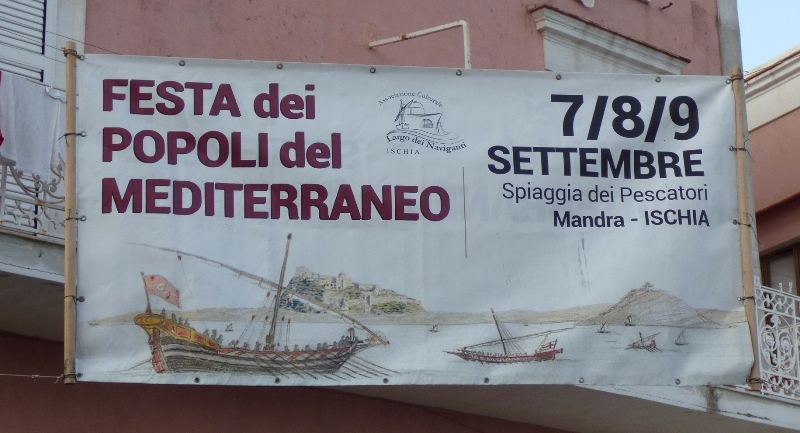 FESTA dei
POPOLI del
MEDITERRANEO
Associazione Culturale
Largo dei Naviganti
ISCHIA
7/8/9
SETTEMBRE
Spiaggia dei Pescatori
Mandra - ISCHIA